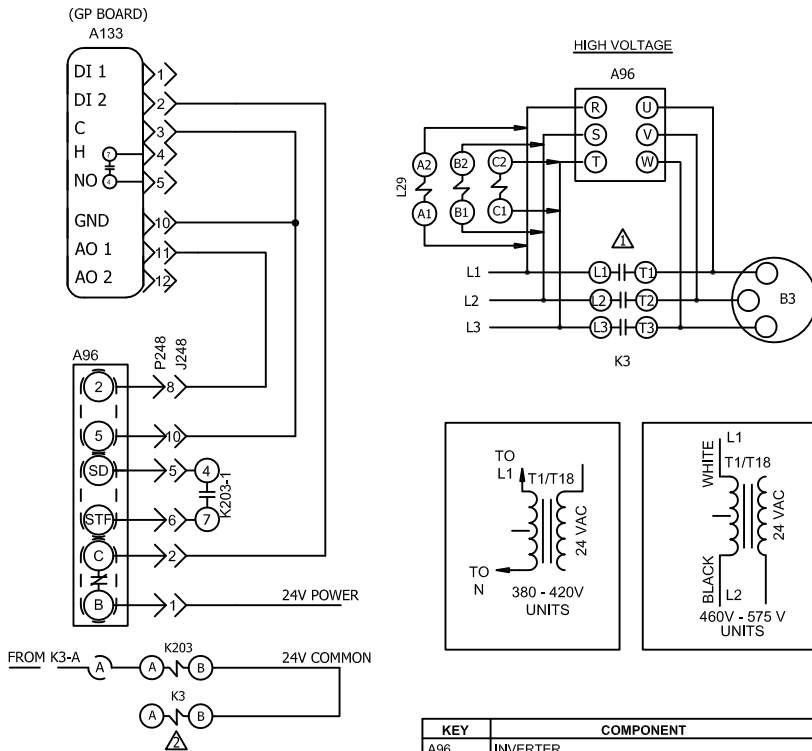 (GP BOARD)
A133
DI 1
1
DI 2
2
C
3
H
7
4
NO
4
5
GND
10
AO 1
11
AO 2
12
HIGH VOLTAGE
A96
R
U
S
V
T
W
A2
B2
C2
L29
A1
B1
C1
1
L1
L1
T1
L2
L2
T2
B3
L3
L3
T3
K3
A96
P248
J248
2
8
5
10
SD
5
4
K203-1
STF
6
7
C
2
B
1
24V POWER
FROM K3-A
A
K203
A
B
24V COMMON
K3
A
B
2
TO
L1
T1/T18
24 VAC
TO
N
380 - 420V
UNITS
L1
WHITE
T1/T18
24 VAC
BLACK
L2
460V - 575 V
UNITS
KEY
COMPONENT
A96
INVERTER